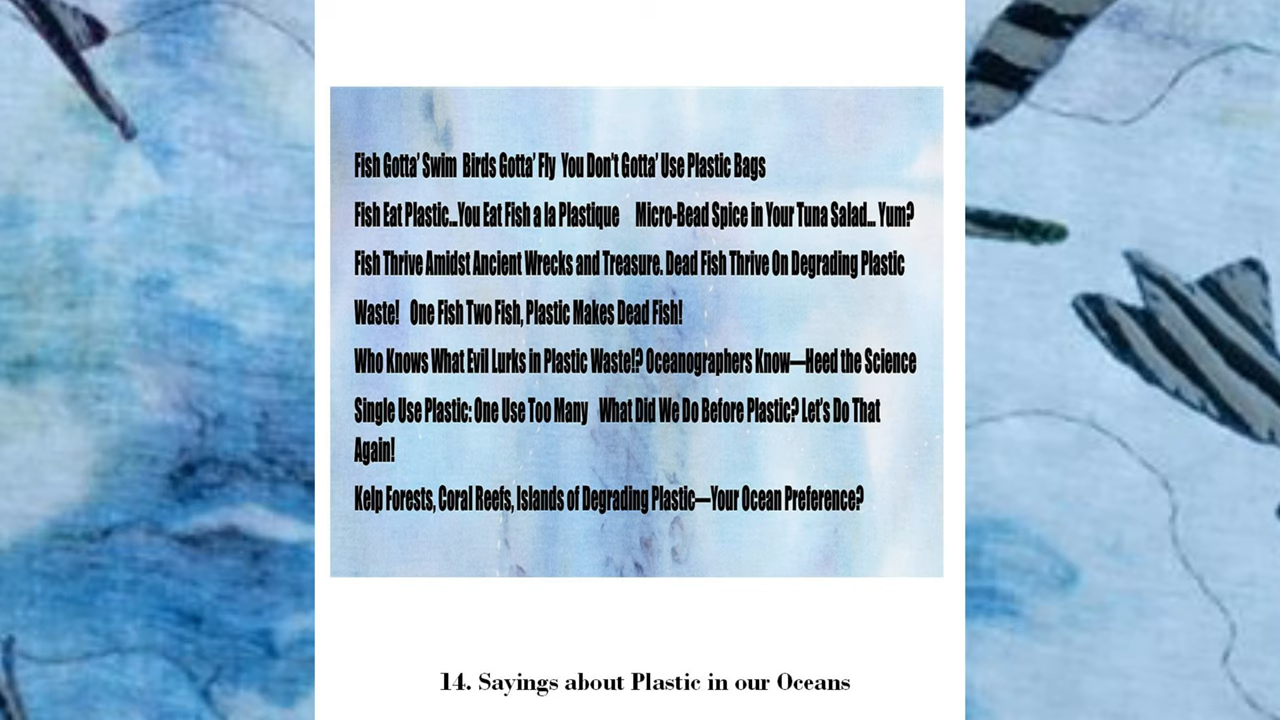 Fish Gotta’ Swim  Birds Gotta’ Fly  You Don't Gotta’ Use Plastic Bags
Fish Eat Plastic...You Eat Fish a la Plastique    Micro-Bead Spice in Your Tuna Salad... Yum?
Fish Thrive Amidst Ancient Wrecks and Treasure. Dead Fish Thrive On Degrading Plastic
Waste!   One Fish Two Fish, Plastic Makes Dead Fish!
Who Knows What Evil Lurks in Plastic Waste!? Oceanographers Know—Heed the Science
Single Use Plastic: One Use Too Many   What Did We Do Before Plastic? Let’s Do That
Again!
Kelp Forests, Coral Reefs, Islands of Degrading Plastic—Your Ocean Preference?
14. Sayings about Plastic in our Oceans